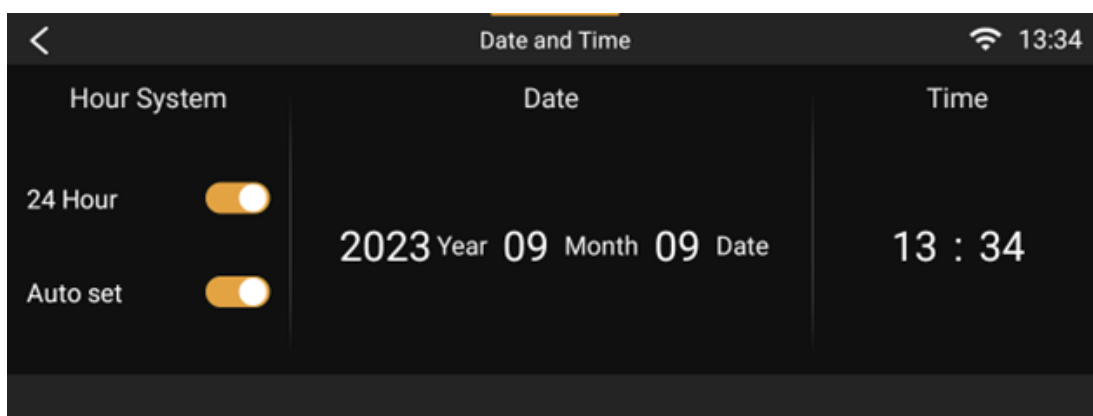 Date and Time
13:34
Hour System
Date
Time
24 Hour
Auto set
2023 Year 09 Month 09 Date
13 : 34